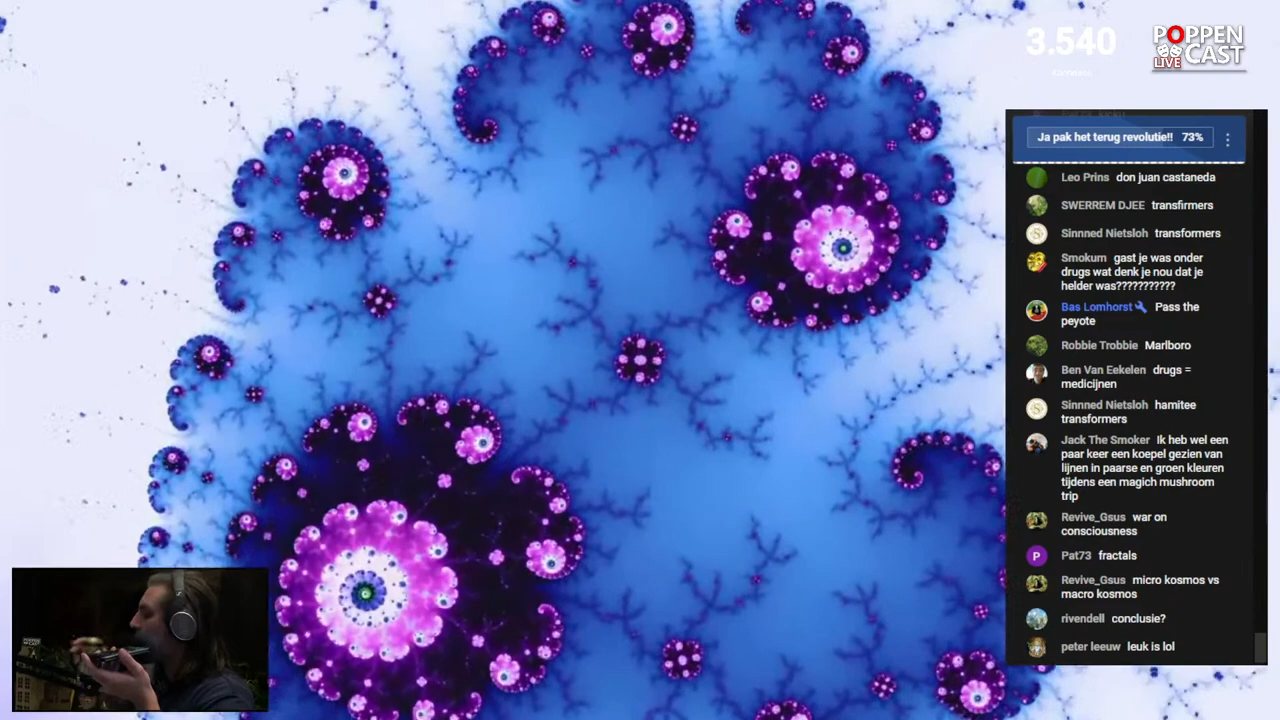 3.540
POPPEN
LIVE CAST
Ja pak het terug revolutie!! 73%
Leo Prins don juan castaneda
SWERREM DJEE transfirmers
Sinnned Nietsloh transformers
Smokum gast je was onder
drugs wat denk je nou dat je
helder was???????????
Bas Lomhorst Pass the
peyote
Robbie Trobbie Marlboro
Ben Van Eekelen drugs =
medicijnen
Sinnned Nietsloh hamitee
transformers
Jack The Smoker Ik heb wel een
paar keer een koepel gezien van
lijnen in paarse en groen kleuren
tijdens een magich mushroom
trip
Revive_Gsus war on
consciousness
P Pat73 fractals
Revive_Gsus micro kosmos vs
macro kosmos
rivendell conclusie?
peter leeuw leuk is lol